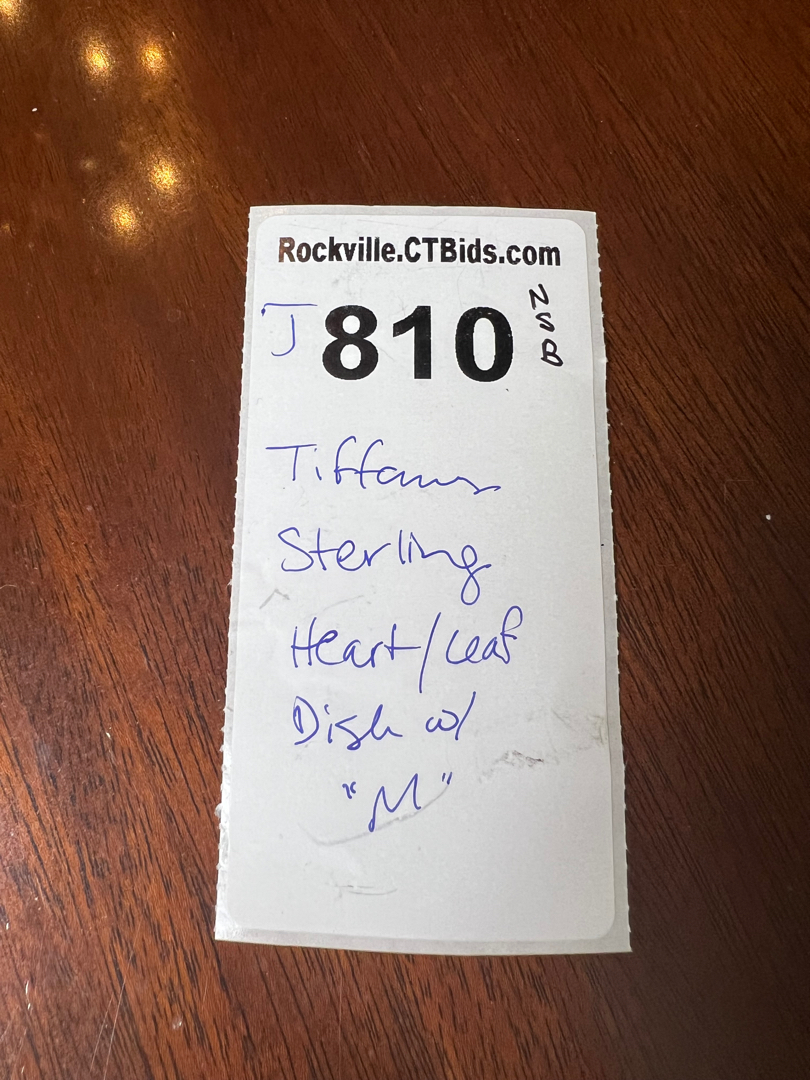 Rockville.CTBids.com
J 810 NSB
Tiffany
Sterling
Heart/Leaf
Dish w/
"M"